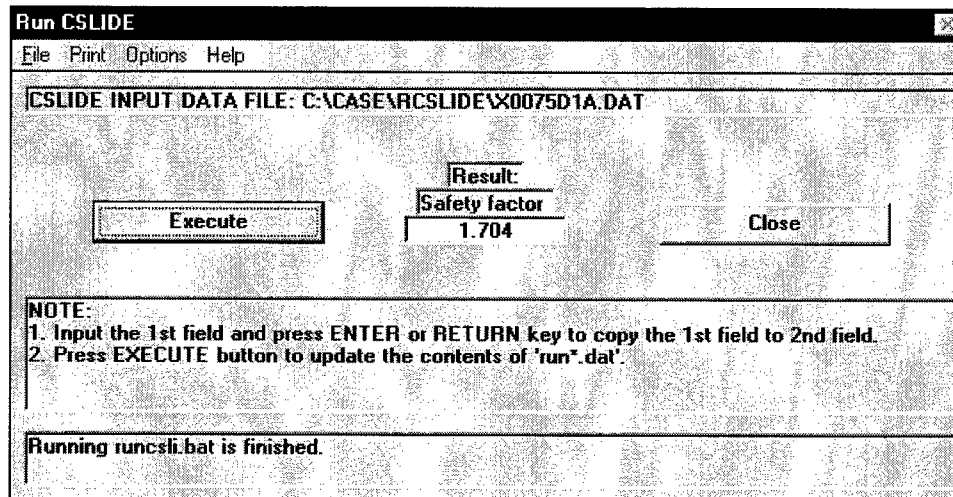 Run CSLIDE
File Print Options Help
CSLIDE INPUT DATA FILE: C:\CASE\RCSLIDE\X0075D1A.DAT
Result:
Safety factor
Execute
1.704
Close
NOTE:
1. Input the 1st field and press ENTER or RETURN key to copy the 1st field to 2nd field.
2. Press EXECUTE button to update the contents of 'run*.dat'.
Running runcsli.bat is finished.